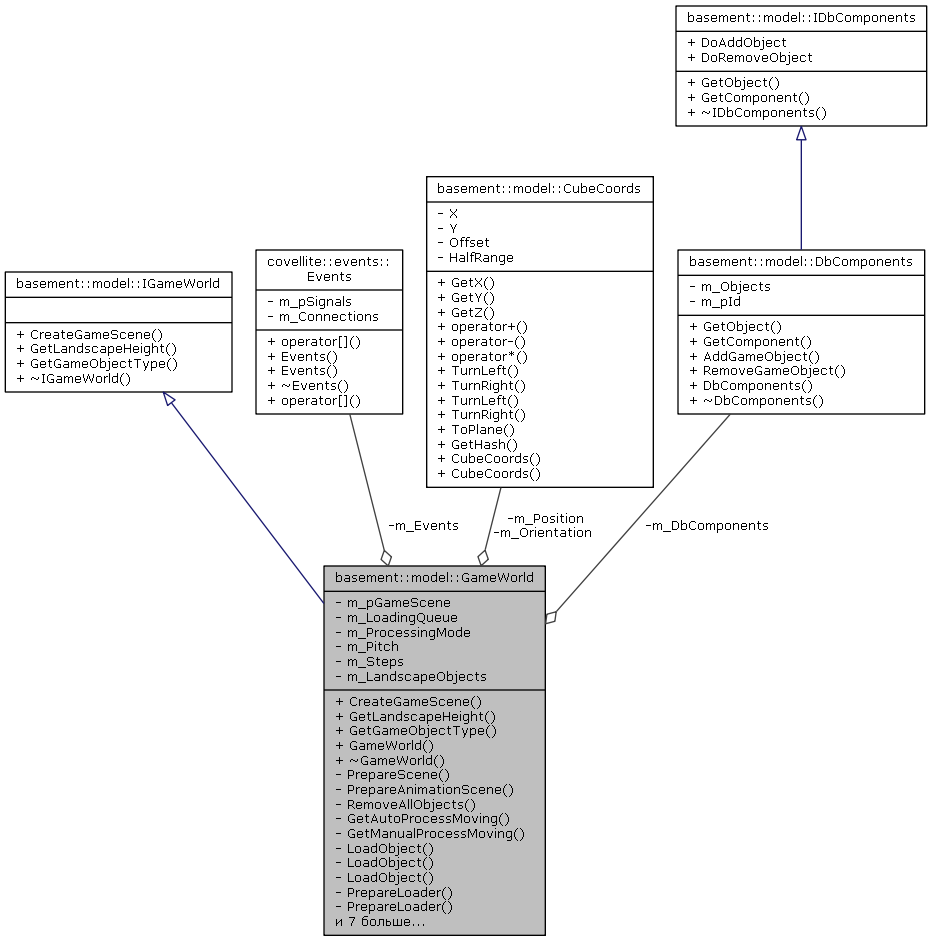 basement::model::IDbComponents
+ DoAddObject
+ DoRemoveObject
+ GetObject()
+ GetComponent()
+ ~IDbComponents()
basement::model::CubeCoords
- X
- Y
- Offset
- HalfRange
+ GetX()
+ GetY()
+ GetZ()
+ operator+()
+ operator-()
+ operator*()
+ TurnLeft()
+ TurnRight()
+ TurnLeft()
+ TurnRight()
+ ToPlane()
+ GetHash()
+ CubeCoords()
+ CubeCoords()
covellite::events::
Events
- m_pSignals
- m_Connections
+ operator[]()
+ Events()
+ Events()
+ ~Events()
+ operator[]()
basement::model::DbComponents
- m_Objects
- m_pId
+ GetObject()
+ GetComponent()
+ AddGameObject()
+ RemoveGameObject()
+ DbComponents()
+ ~DbComponents()
basement::model::IGameWorld
+ CreateGameScene()
+ GetLandscapeHeight()
+ GetGameObjectType()
+ ~IGameWorld()
-m_Events
-m_Position
-m_Orientation
-m_DbComponents
basement::model::GameWorld
- m_pGameScene
- m_LoadingQueue
- m_ProcessingMode
- m_Pitch
- m_Steps
- m_LandscapeObjects
+ CreateGameScene()
+ GetLandscapeHeight()
+ GetGameObjectType()
+ GameWorld()
+ ~GameWorld()
- PrepareScene()
- PrepareAnimationScene()
- RemoveAllObjects()
- GetAutoProcessMoving()
- GetManualProcessMoving()
- LoadObject()
- LoadObject()
- LoadObject()
- PrepareLoader()
- PrepareLoader()
и 7 больше...